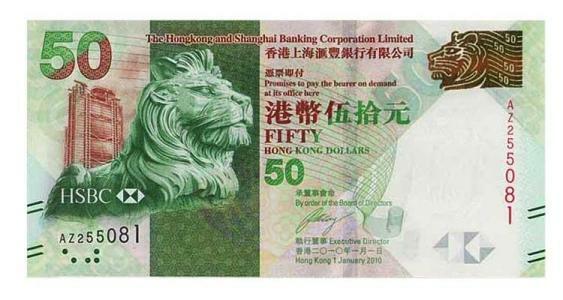 50
The Hongkong and Shanghai Banking Corporation Limited
香港上海滙豐銀行有限公司
憑票即付
Promises to pay the bearer on demand
at its office here
港幣伍拾元
FIFTY
HONG KONG DOLLARS
50
承董事會命
By order of the Board of Directors
執行董事 Executive Director
香港二〇一〇年一月一日
Hong Kong 1 January 2010
HSBC
AZ255081
50
50
50
50
AZ255081